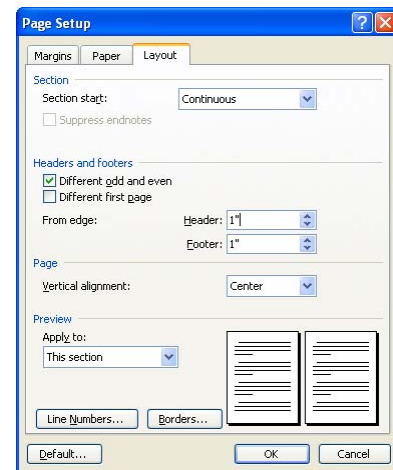 Page Setup
Margins Paper Layout
Section
Section start: Continuous
Suppress endnotes
Headers and footers
Different odd and even
Different first page
From edge: Header: 1"
Footer: 1"
Page
Vertical alignment: Center
Preview
Apply to:
This section
Line Numbers... Borders...
Default... OK Cancel